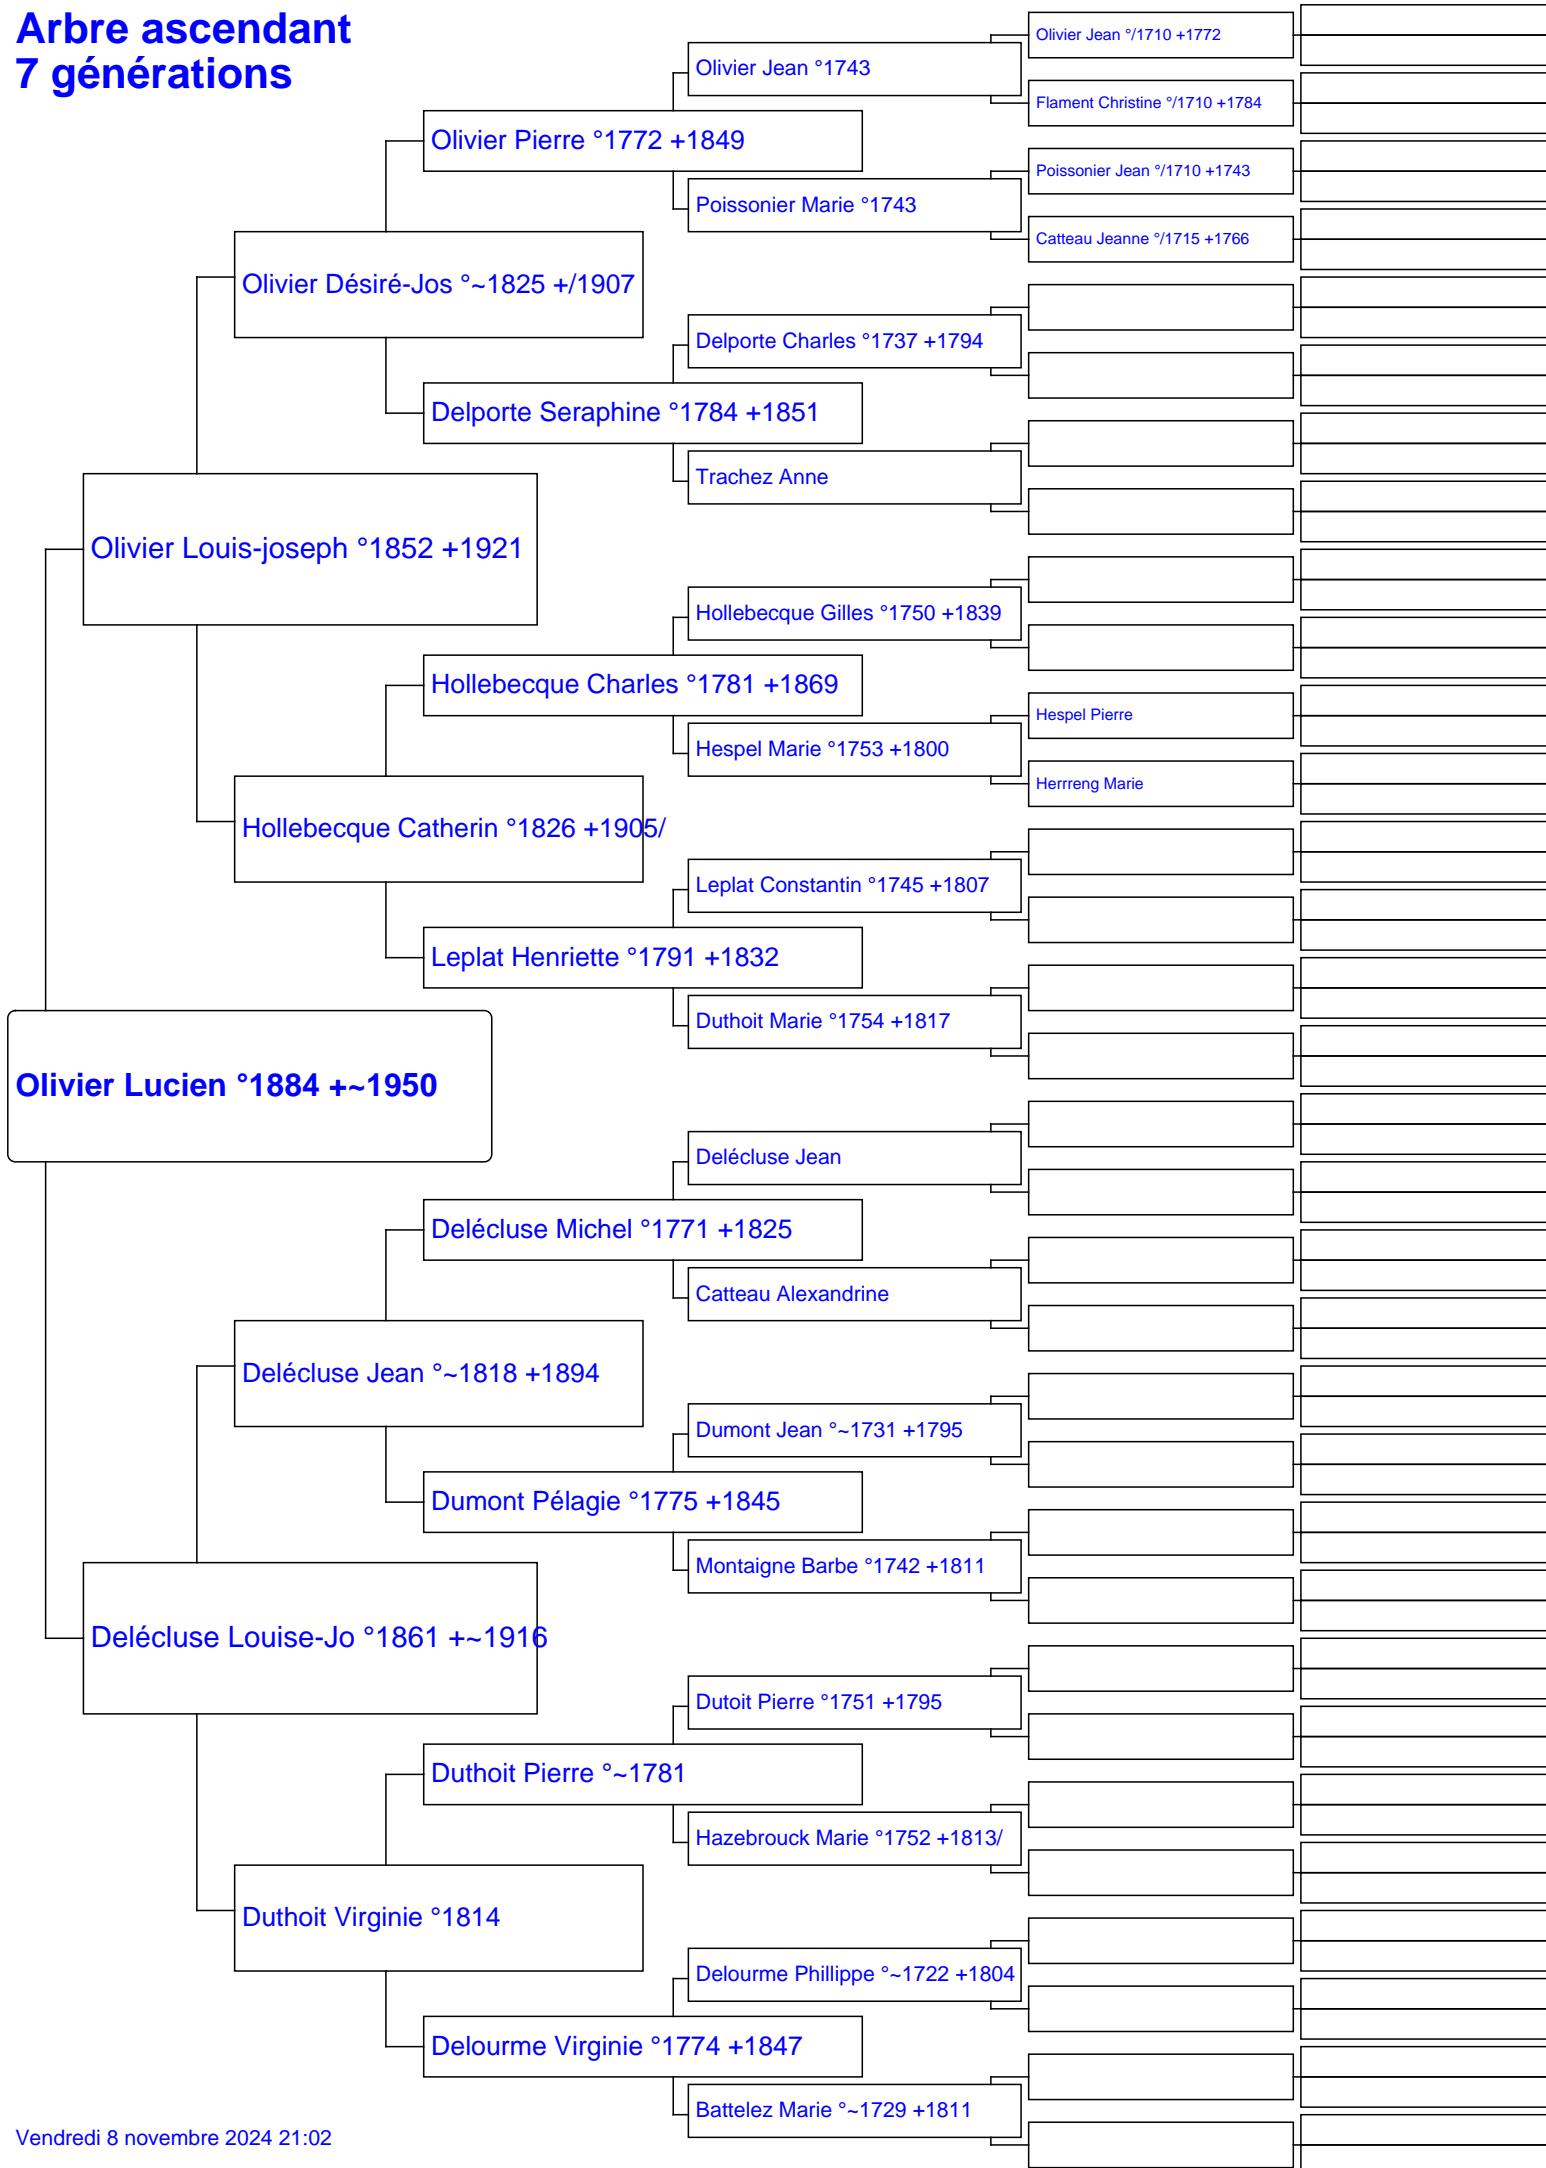 Arbre ascendant
7 générations
Olivier Jean °/1710 +1772
Olivier Jean °1743
Flament Christine °/1710 +1784
Olivier Pierre °1772 +1849
Poissonier Jean °/1710 +1743
Poissonier Marie °1743
Catteau Jeanne °/1715 +1766
Olivier Désiré-Jos °~1825 +/1907
Delporte Charles °1737 +1794
Delporte Seraphine °1784 +1851
Trachez Anne
Olivier Louis-joseph °1852 +1921
Hollebecque Gilles °1750 +1839
Hollebecque Charles °1781 +1869
Hespel Pierre
Hespel Marie °1753 +1800
Herrreng Marie
Hollebecque Catherin °1826 +1905/
Leplat Constantin °1745 +1807
Leplat Henriette °1791 +1832
Duthoit Marie °1754 +1817
Olivier Lucien °1884 +~1950
Delécluse Jean
Delécluse Michel °1771 +1825
Catteau Alexandrine
Delécluse Jean °~1818 +1894
Dumont Jean °~1731 +1795
Dumont Pélagie °1775 +1845
Montaigne Barbe °1742 +1811
Delécluse Louise-Jo °1861 +~1916
Dutoit Pierre °1751 +1795
Duthoit Pierre °~1781
Hazebrouck Marie °1752 +1813/
Duthoit Virginie °1814
Delourme Phillippe °~1722 +1804
Delourme Virginie °1774 +1847
Battelez Marie °~1729 +1811
Vendredi 8 novembre 2024 21:02